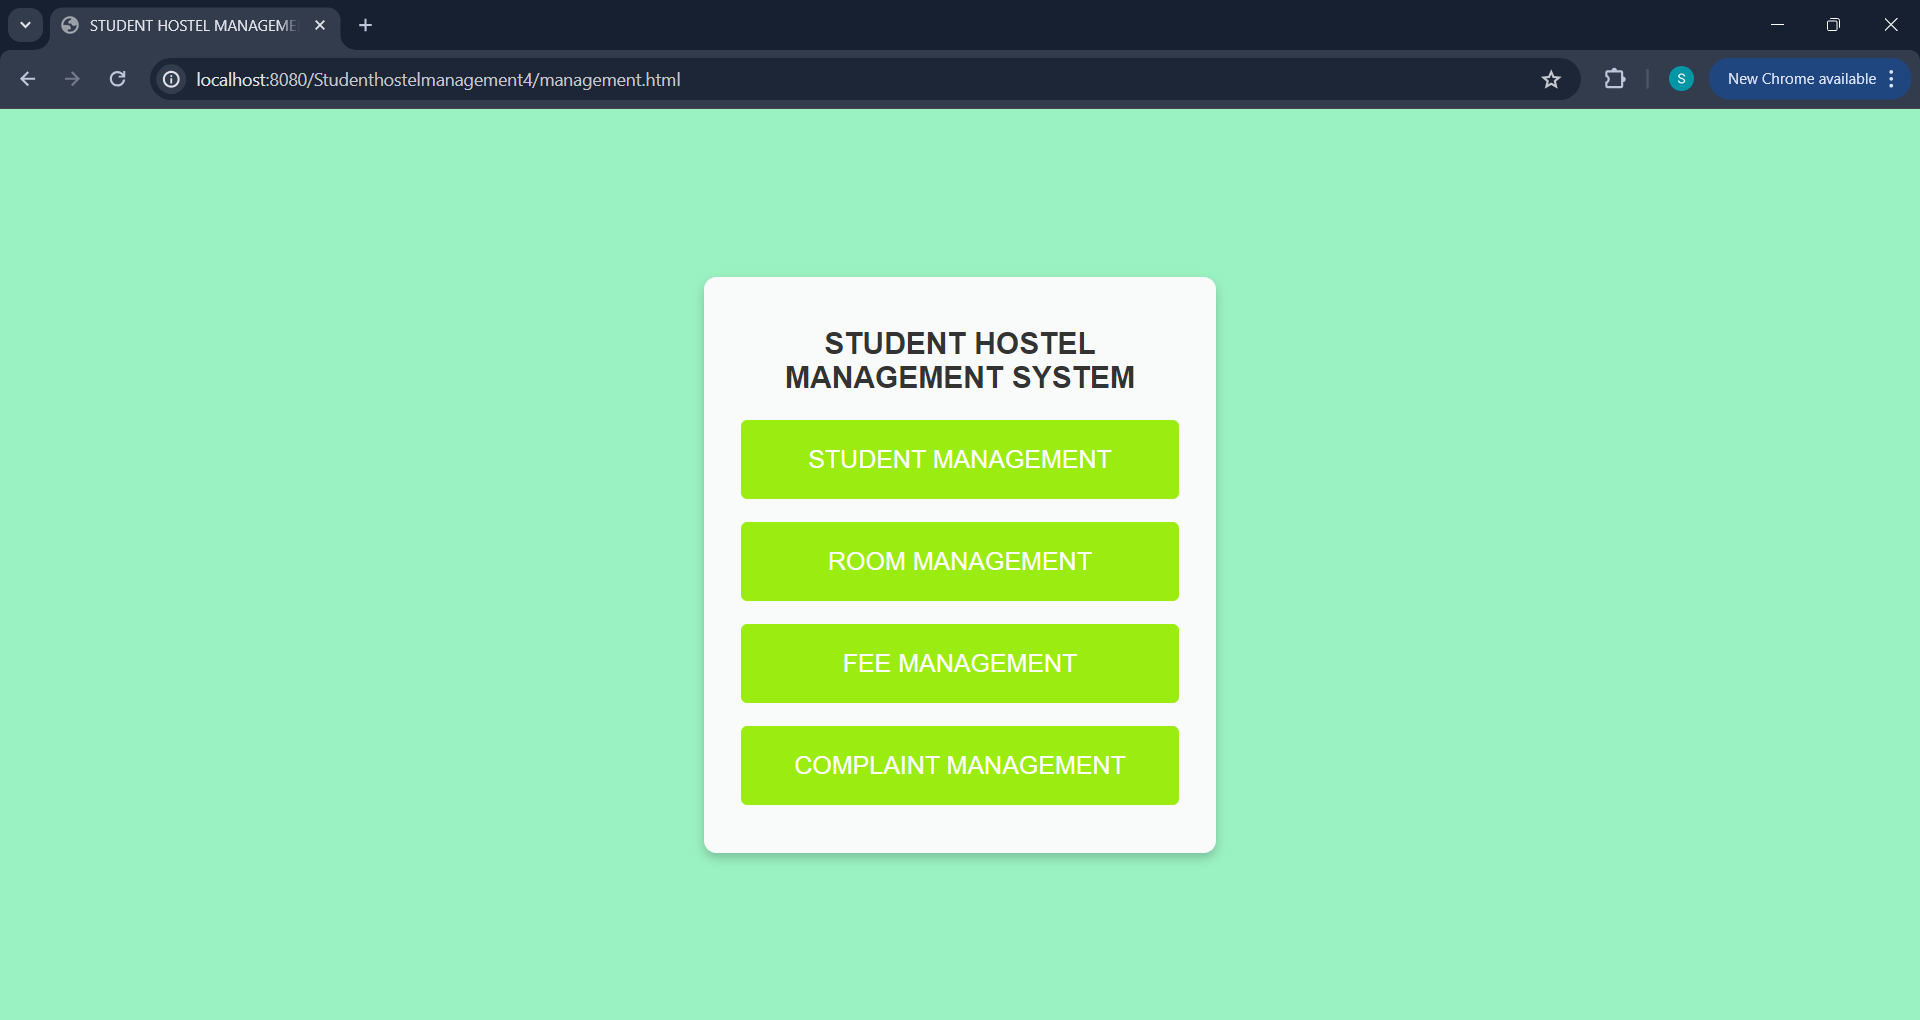 STUDENT HOSTEL MANAGEME
localhost:8080/Studenthostelmanagement4/management.html
S
New Chrome available
STUDENT HOSTEL
MANAGEMENT SYSTEM
STUDENT MANAGEMENT
ROOM MANAGEMENT
FEE MANAGEMENT
COMPLAINT MANAGEMENT